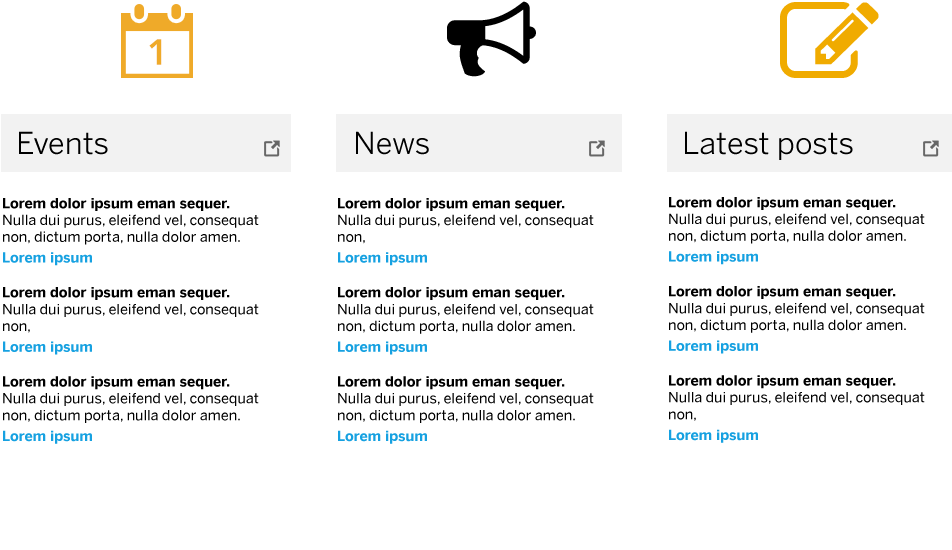 1
Events
Lorem dolor ipsum eman sequer.
Nulla dui purus, eleifend vel, consequat
non, dictum porta, nulla dolor amen.
Lorem ipsum
Lorem dolor ipsum eman sequer.
Nulla dui purus, eleifend vel, consequat
non,
Lorem ipsum
Lorem dolor ipsum eman sequer.
Nulla dui purus, eleifend vel, consequat
non, dictum porta, nulla dolor amen.
Lorem ipsum
News
Lorem dolor ipsum eman sequer.
Nulla dui purus, eleifend vel, consequat
non,
Lorem ipsum
Lorem dolor ipsum eman sequer.
Nulla dui purus, eleifend vel, consequat
non, dictum porta, nulla dolor amen.
Lorem ipsum
Lorem dolor ipsum eman sequer.
Nulla dui purus, eleifend vel, consequat
non, dictum porta, nulla dolor amen.
Lorem ipsum
Latest posts
Lorem dolor ipsum eman sequer.
Nulla dui purus, eleifend vel, consequat
non, dictum porta, nulla dolor amen.
Lorem ipsum
Lorem dolor ipsum eman sequer.
Nulla dui purus, eleifend vel, consequat
non, dictum porta, nulla dolor amen.
Lorem ipsum
Lorem dolor ipsum eman sequer.
Nulla dui purus, eleifend vel, consequat
non,
Lorem ipsum